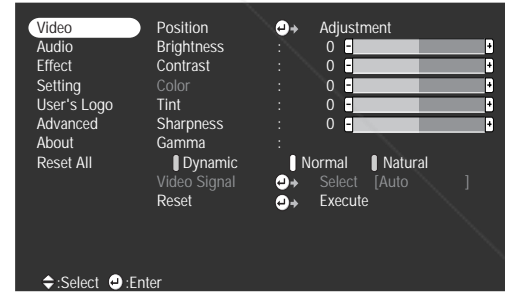 Video Position Adjustment
Audio Brightness : 0 - +
Effect Contrast : 0 - +
Setting Color : 0 - +
User's Logo Tint : 0 - +
Advanced Sharpness : 0 - +
About Gamma :
Reset All Dynamic Normal Natural
Video Signal Select [Auto ]
Reset Execute
:Select :Enter